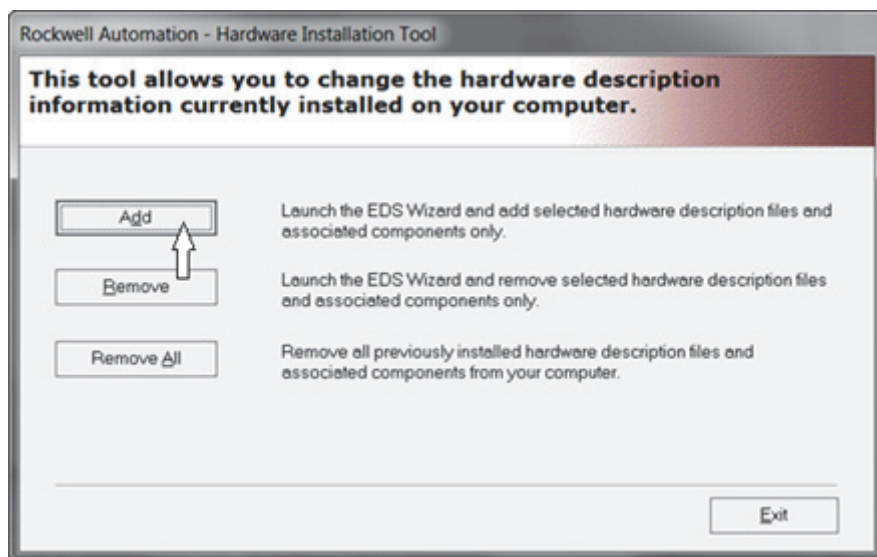 Rockwell Automation - Hardware Installation Tool
This tool allows you to change the hardware description
information currently installed on your computer.
Add
Launch the EDS Wizard and add selected hardware description files and
associated components only.
Remove
Launch the EDS Wizard and remove selected hardware description files
and associated components only.
Remove All
Remove all previously installed hardware description files and
associated components from your computer.
Exit